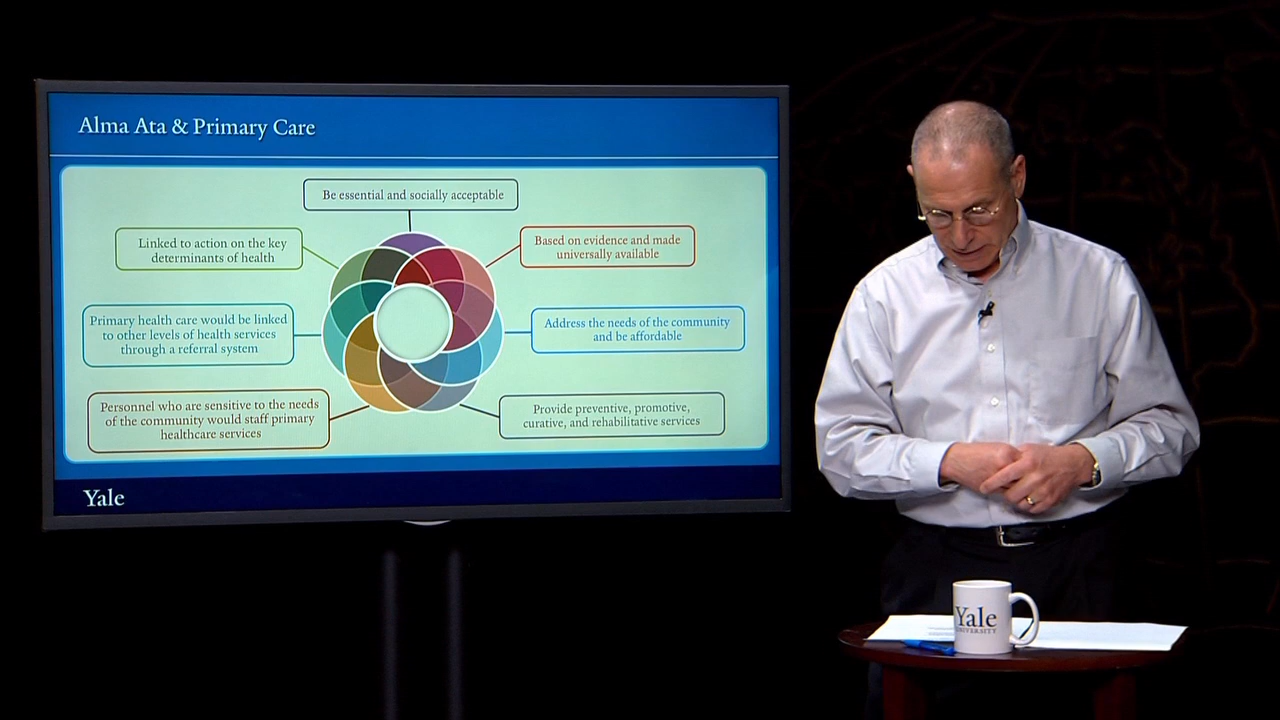 Alma Ata & Primary Care
Be essential and socially acceptable
Linked to action on the key
determinants of health
Based on evidence and made
universally available
Primary health care would be linked
to other levels of health services
through a referral system
Address the needs of the community
and be affordable
Personnel who are sensitive to the needs
of the community would staff primary
healthcare services
Provide preventive, promotive,
curative, and rehabilitative services
Yale
Yale
UNIVERSITY